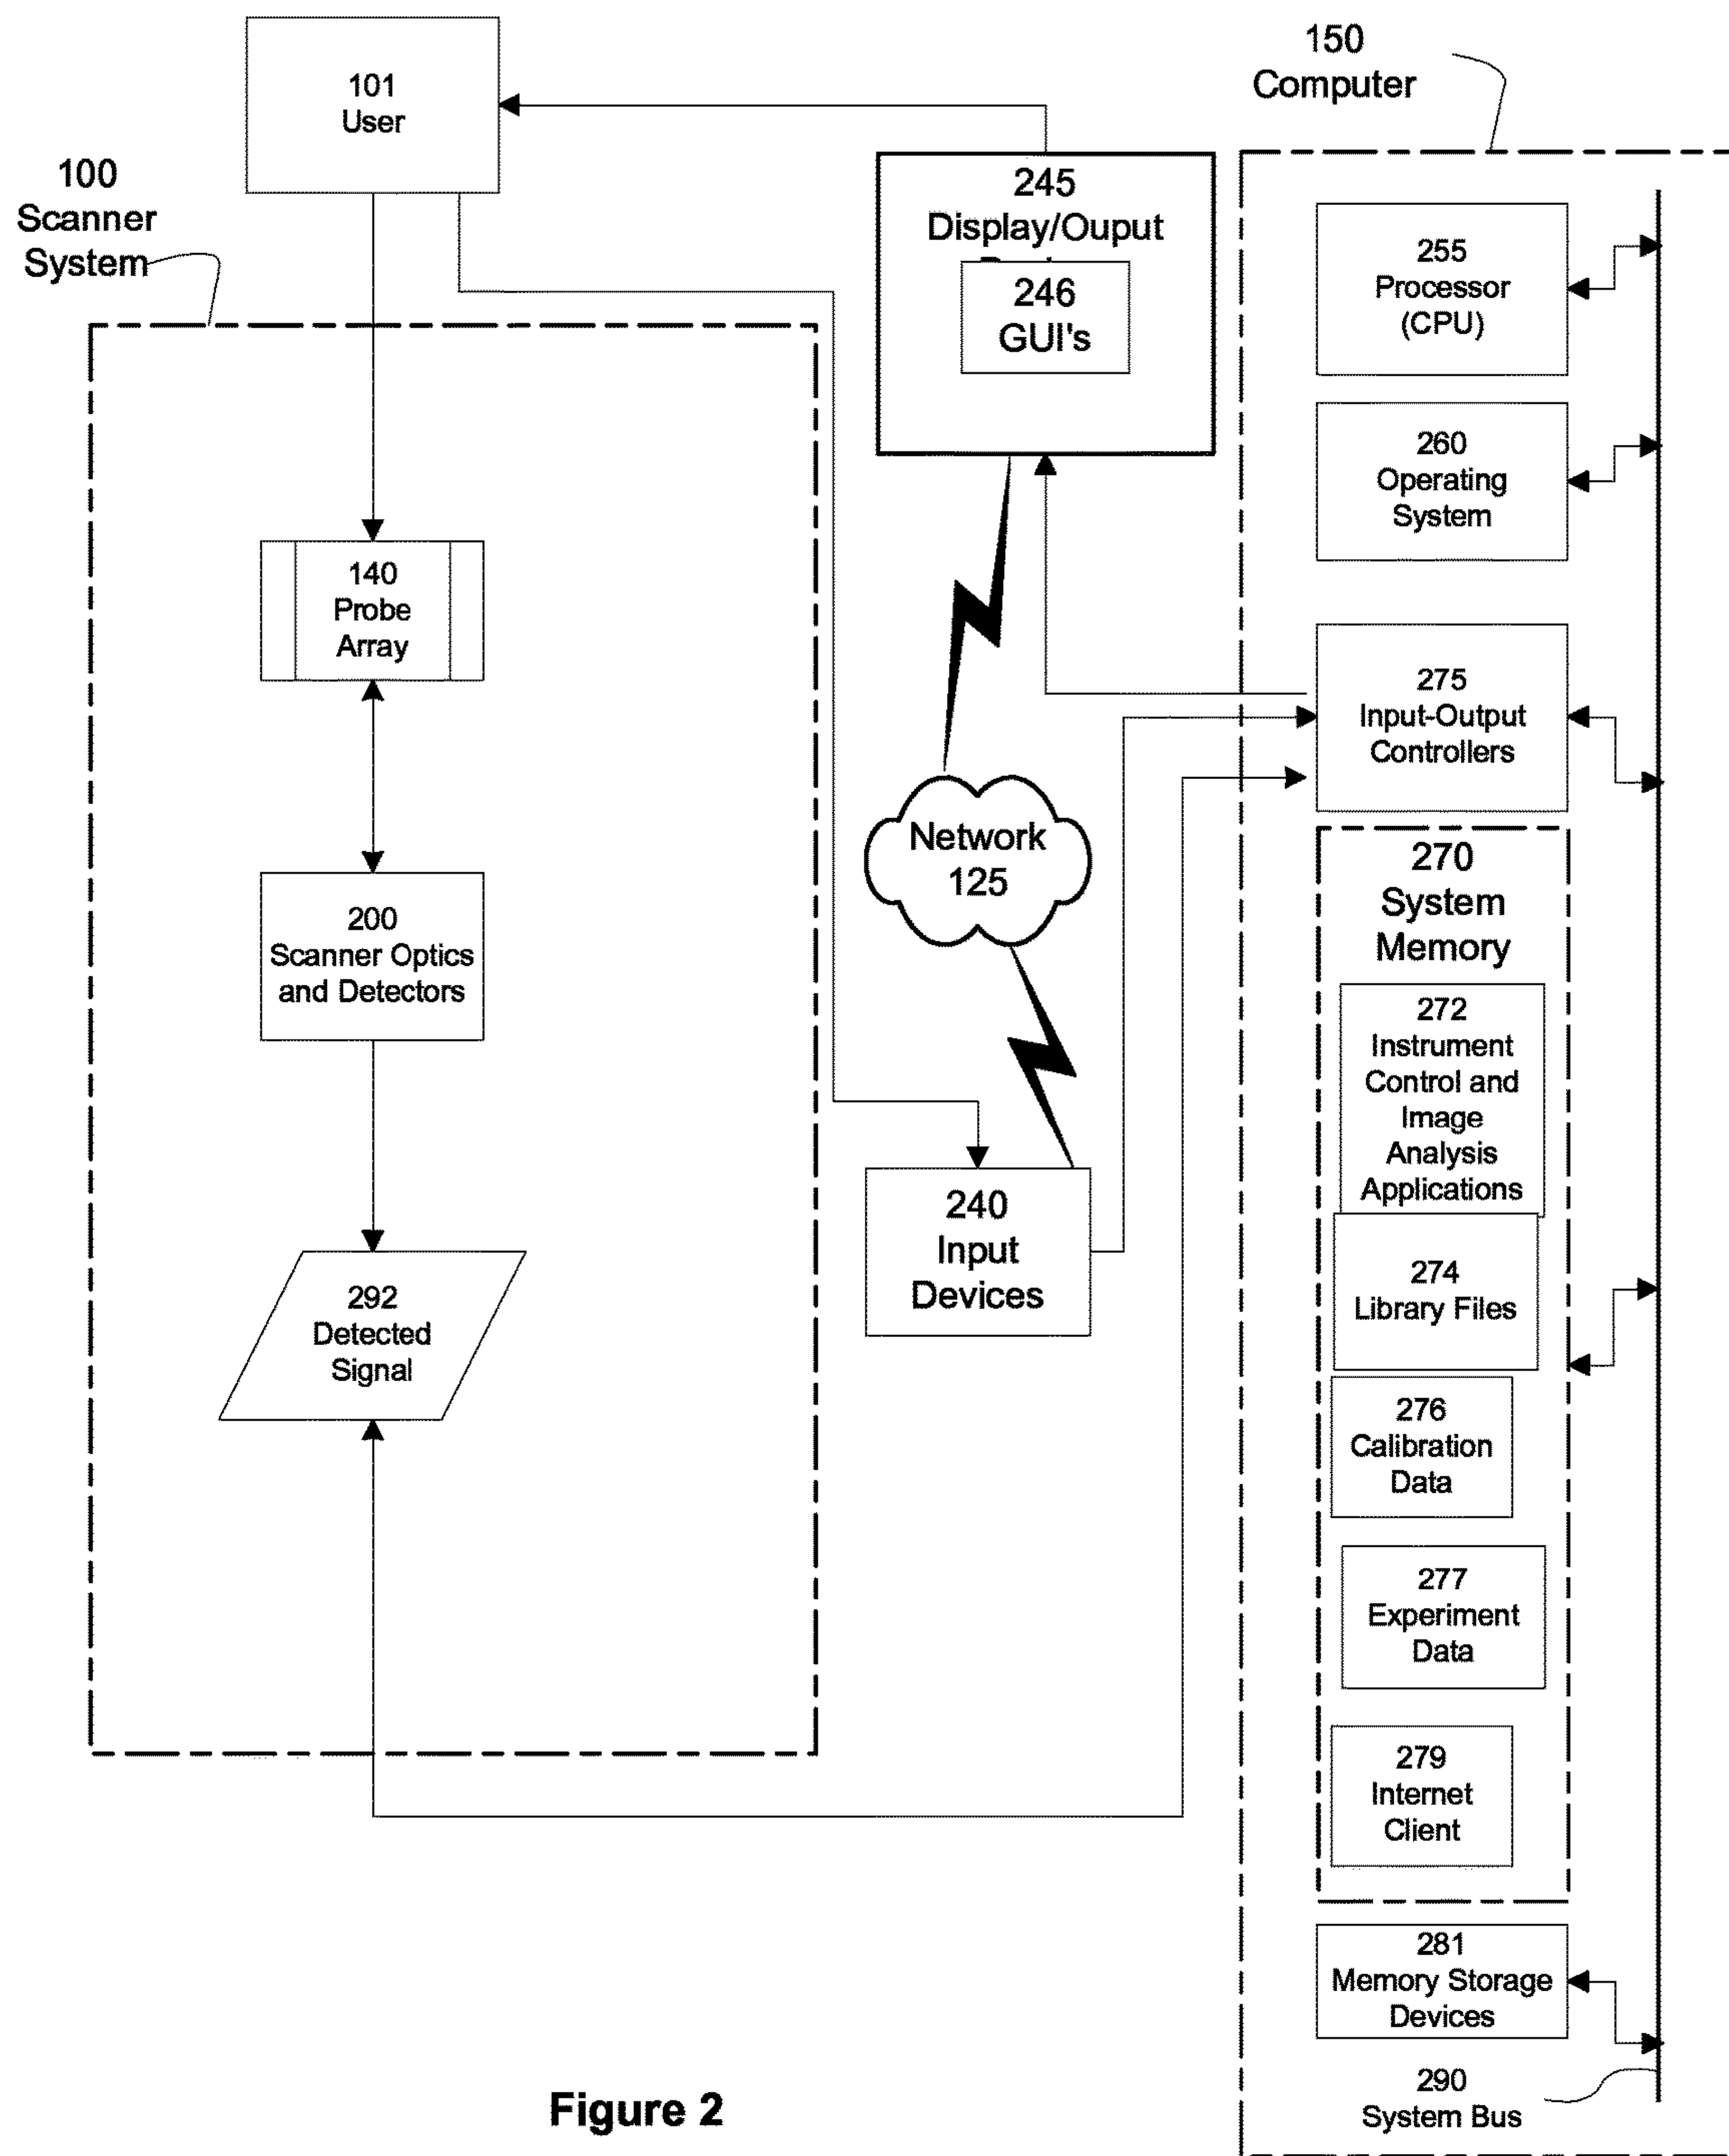 150
Computer
101
User
100
Scanner
System
245
Display/Ouput
246
GUI's
255
Processor
(CPU)
260
Operating
System
140
Probe
Array
275
Input-Output
Controllers
Network
125
270
System
Memory
200
Scanner Optics
and Detectors
272
Instrument
Control and
Image
Analysis
Applications
240
Input
Devices
274
Library Files
292
Detected
Signal
276
Calibration
Data
277
Experiment
Data
279
Internet
Client
281
Memory Storage
Devices
290
System Bus
Figure 2